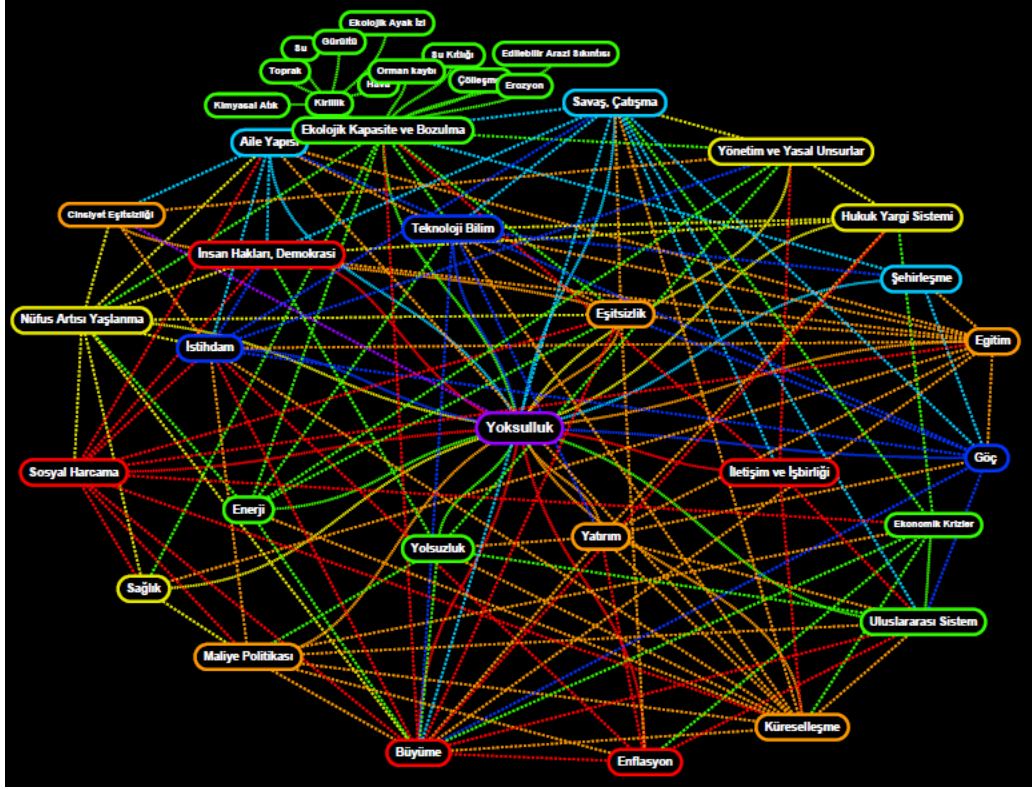 Ekolojik Ayak İzi
Su
Gürültü
Su Kıtlığı
Edilebilir Arazi Sıkıntısı
Toprak
Orman kaybı
Hava
Çölleşme
Erozyon
Kimyasal Atık
Kirlilik
Savaş, Çatışma
Ekolojik Kapasite ve Bozulma
Aile Yapısı
Yönetim ve Yasal Unsurlar
Cinsiyet Eşitsizliği
Hukuk Yargi Sistemi
Teknoloji Bilim
İnsan Hakları, Demokrasi
Şehirleşme
Nüfus Artısı Yaşlanma
Eşitsizlik
İstihdam
Egitim
Yoksulluk
Sosyal Harcama
İletişim ve İşbirliği
Göç
Enerji
Ekonomik Krizler
Yatırım
Yolsuzluk
Sağlık
Uluslararası Sistem
Maliye Politikası
Küreselleşme
Büyüme
Enflasyon